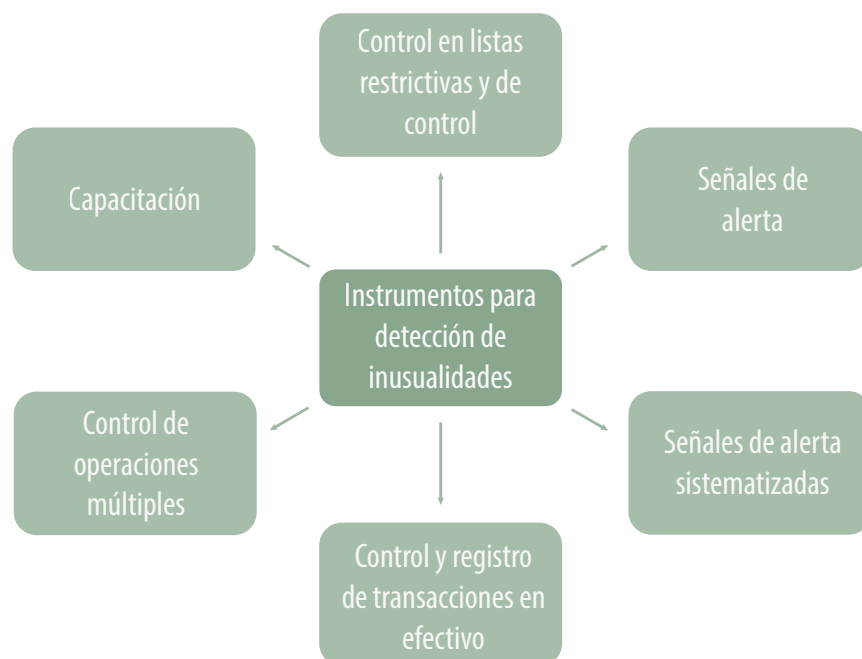 Control en listas
restrictivas y de
control
Capacitación
Señales de
alerta
Instrumentos para
detección de
inusualidades
Control de
operaciones
múltiples
Señales de alerta
sistematizadas
Control y registro
de transacciones en
efectivo